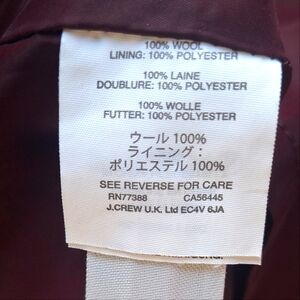 100% WOOL
LINING: 100% POLYESTER
100% LAINE
DOUBLURE: 100% POLYESTER
100% WOLLE
FUTTER: 100% POLYESTER
ウール 100%
ライニング：
ポリエステル 100%
SEE REVERSE FOR CARE
RN77388 CA56445
J.CREW U.K. Ltd EC4V 6JA